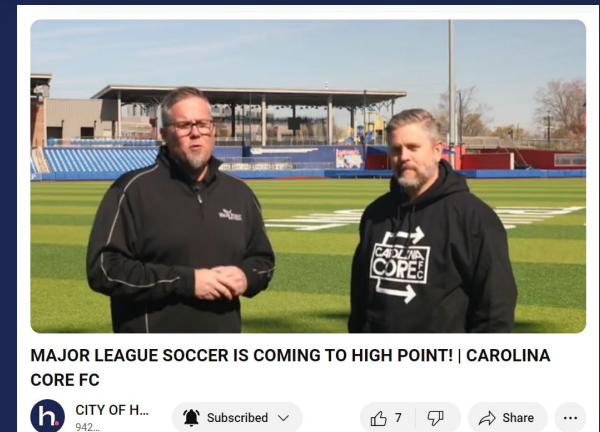 CAROLINA
CORE FC
MAJOR LEAGUE SOCCER IS COMING TO HIGH POINT! | CAROLINA
CORE FC
h.
CITY OF H...
942...
Subscribed
7
Share